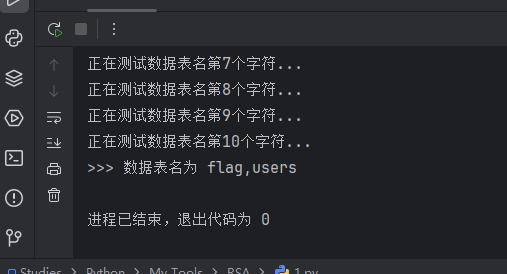 正在测试数据表名第7个字符...
正在测试数据表名第8个字符...
正在测试数据表名第9个字符...
正在测试数据表名第10个字符...
>>> 数据表名为 flag,users
进程已结束，退出代码为 0
Studies > Python > My Tools > RSA > 1.py